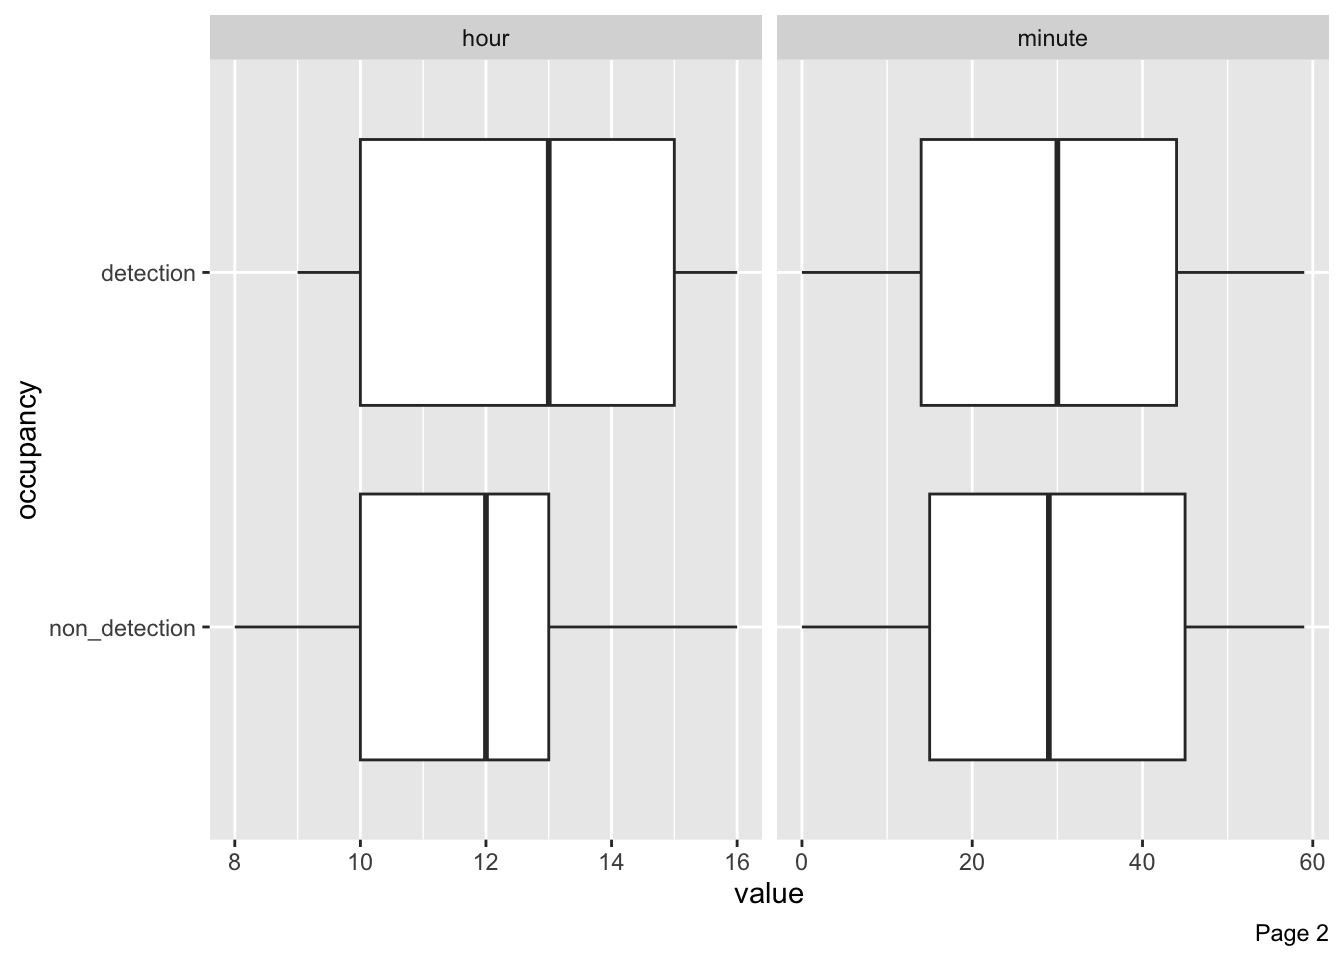 hour
minute
occupancy
detection
non_detection
8 10 12 14 16
0 20 40 60
value
Page 2